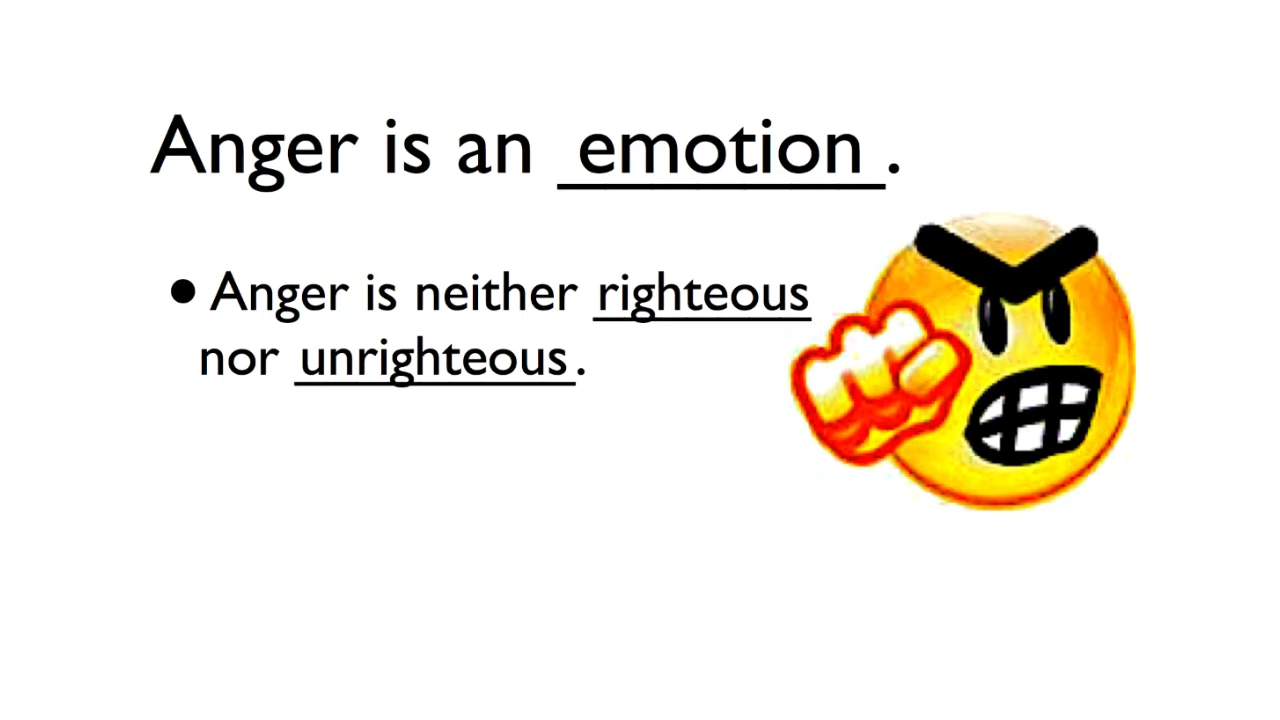 Anger is an emotion.
• Anger is neither righteous
nor unrighteous.